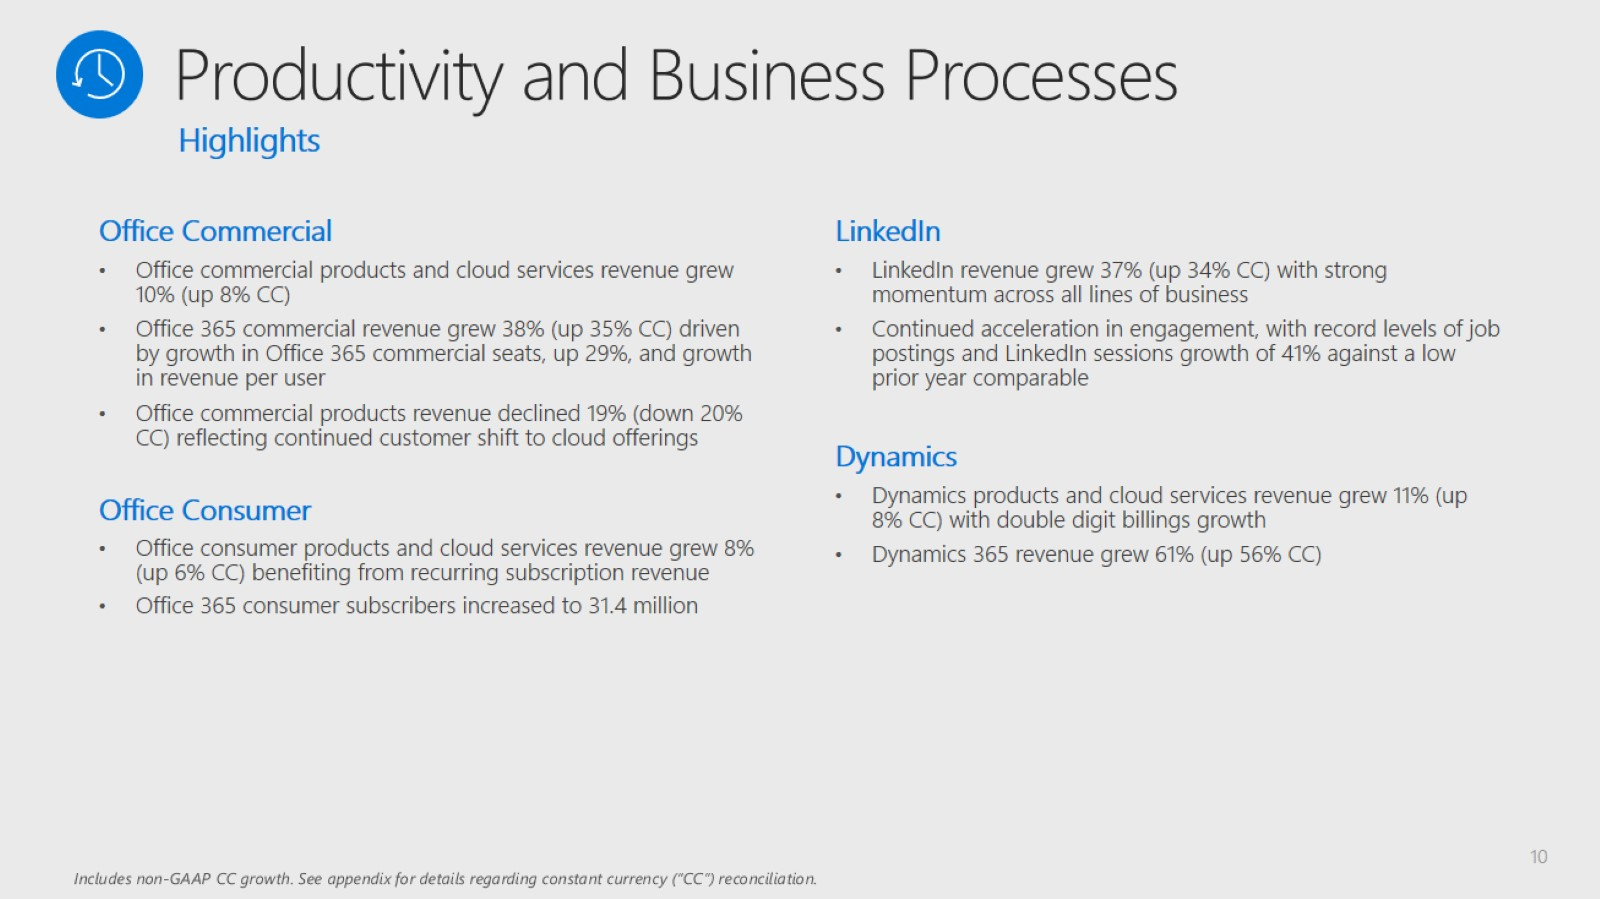 Productivity and Business Processes
Highlights
Office Commercial
• Office commercial products and cloud services revenue grew
10% (up 8% CC)
• Office 365 commercial revenue grew 38% (up 35% CC) driven
by growth in Office 365 commercial seats, up 29%, and growth
in revenue per user
• Office commercial products revenue declined 19% (down 20%
CC) reflecting continued customer shift to cloud offerings
Office Consumer
• Office consumer products and cloud services revenue grew 8%
(up 6% CC) benefiting from recurring subscription revenue
• Office 365 consumer subscribers increased to 31.4 million
LinkedIn
• LinkedIn revenue grew 37% (up 34% CC) with strong
momentum across all lines of business
• Continued acceleration in engagement, with record levels of job
postings and LinkedIn sessions growth of 41% against a low
prior year comparable
Dynamics
• Dynamics products and cloud services revenue grew 11% (up
8% CC) with double digit billings growth
• Dynamics 365 revenue grew 61% (up 56% CC)
10
Includes non-GAAP CC growth. See appendix for details regarding constant currency ("CC") reconciliation.